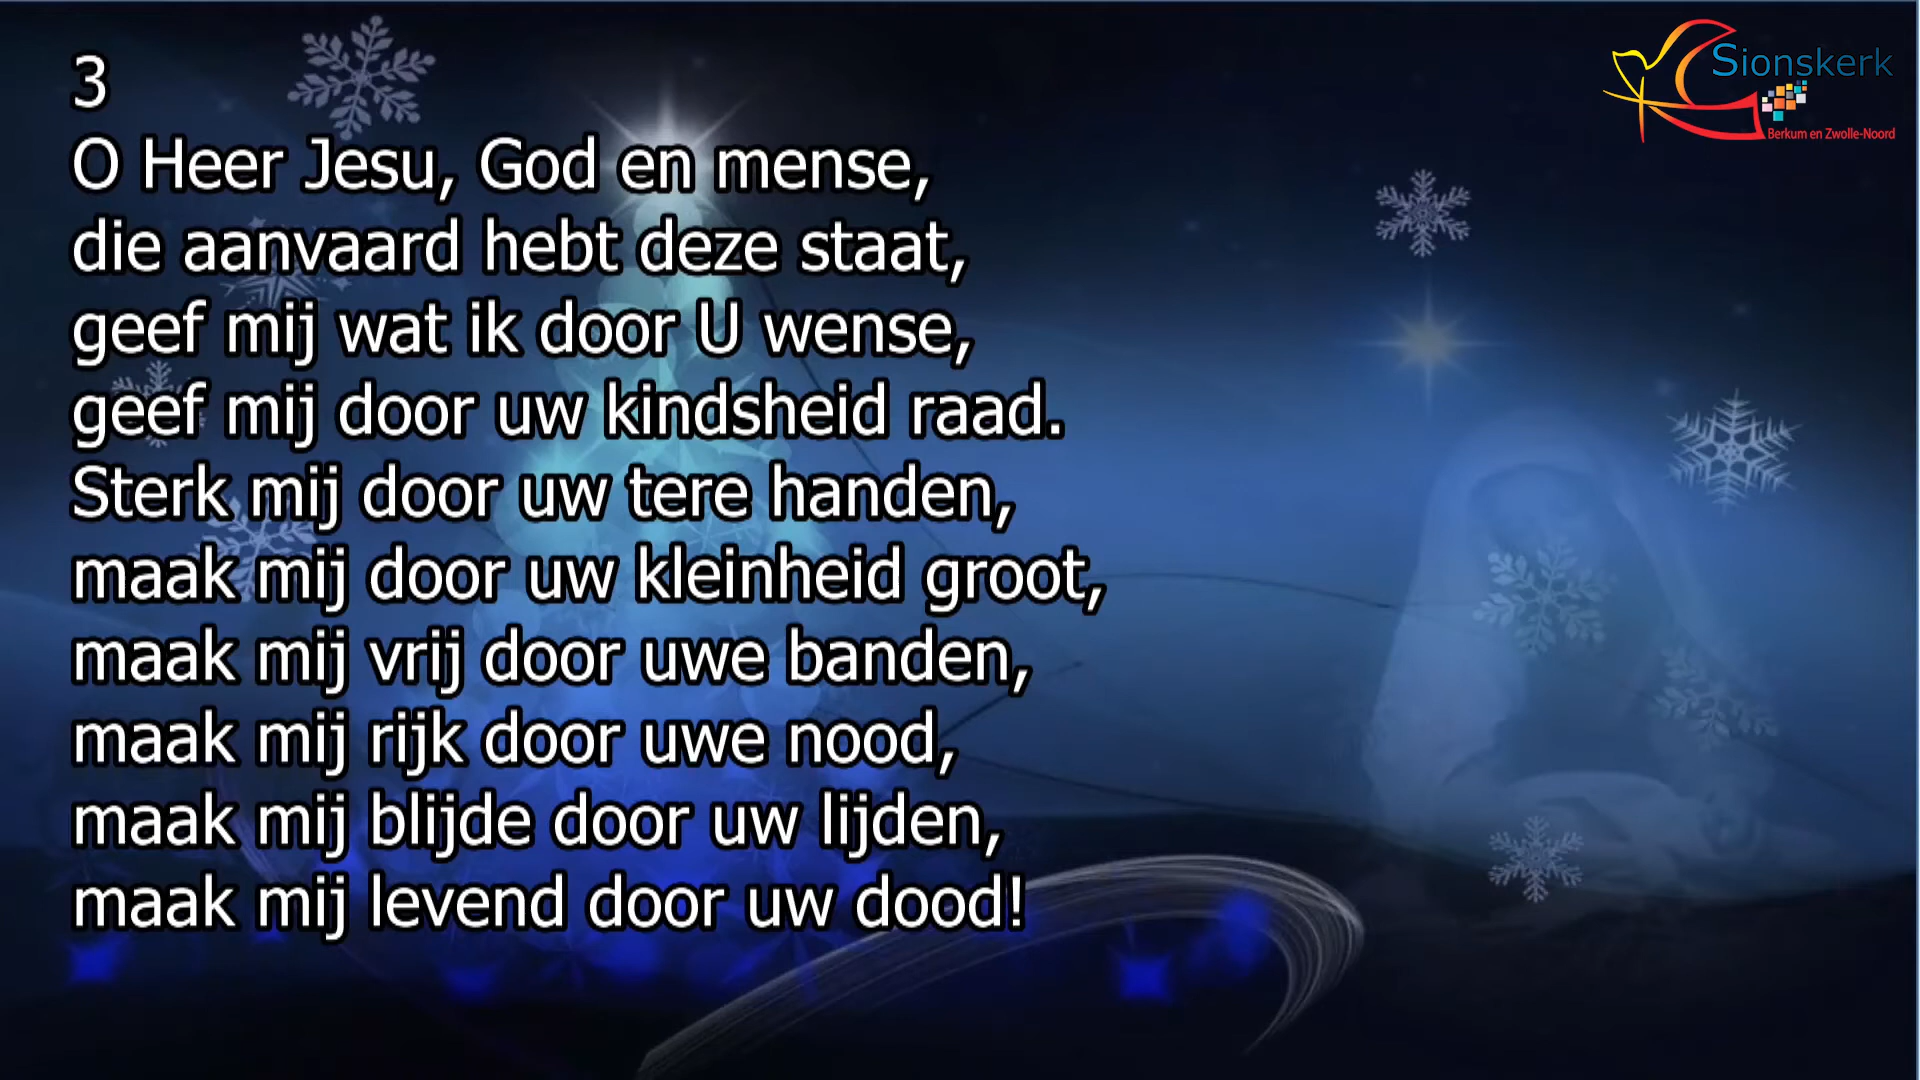 3
O Heer Jesu, God en mense,
die aanvaard hebt deze staat,
geef mij wat ik door U wense,
geef mij door uw kindsheid raad.
Sterk mij door uw tere handen,
maak mij door uw kleinheid groot,
maak mij vrij door uwe banden,
maak mij rijk door uwe nood,
maak mij blijde door uw lijden,
maak mij levend door uw dood!
Sionskerk
Berkum en Zwolle-Noord